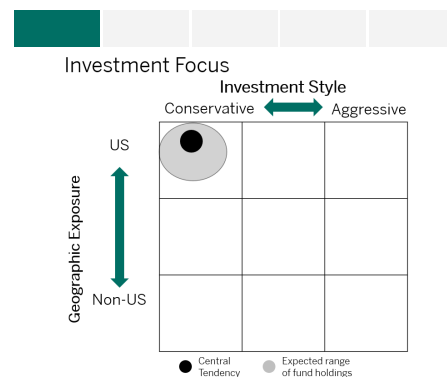 Investment Focus
Investment Style
Conservative Aggressive
US
Geographic Exposure
Non-US
Central Tendency
Expected range of fund holdings